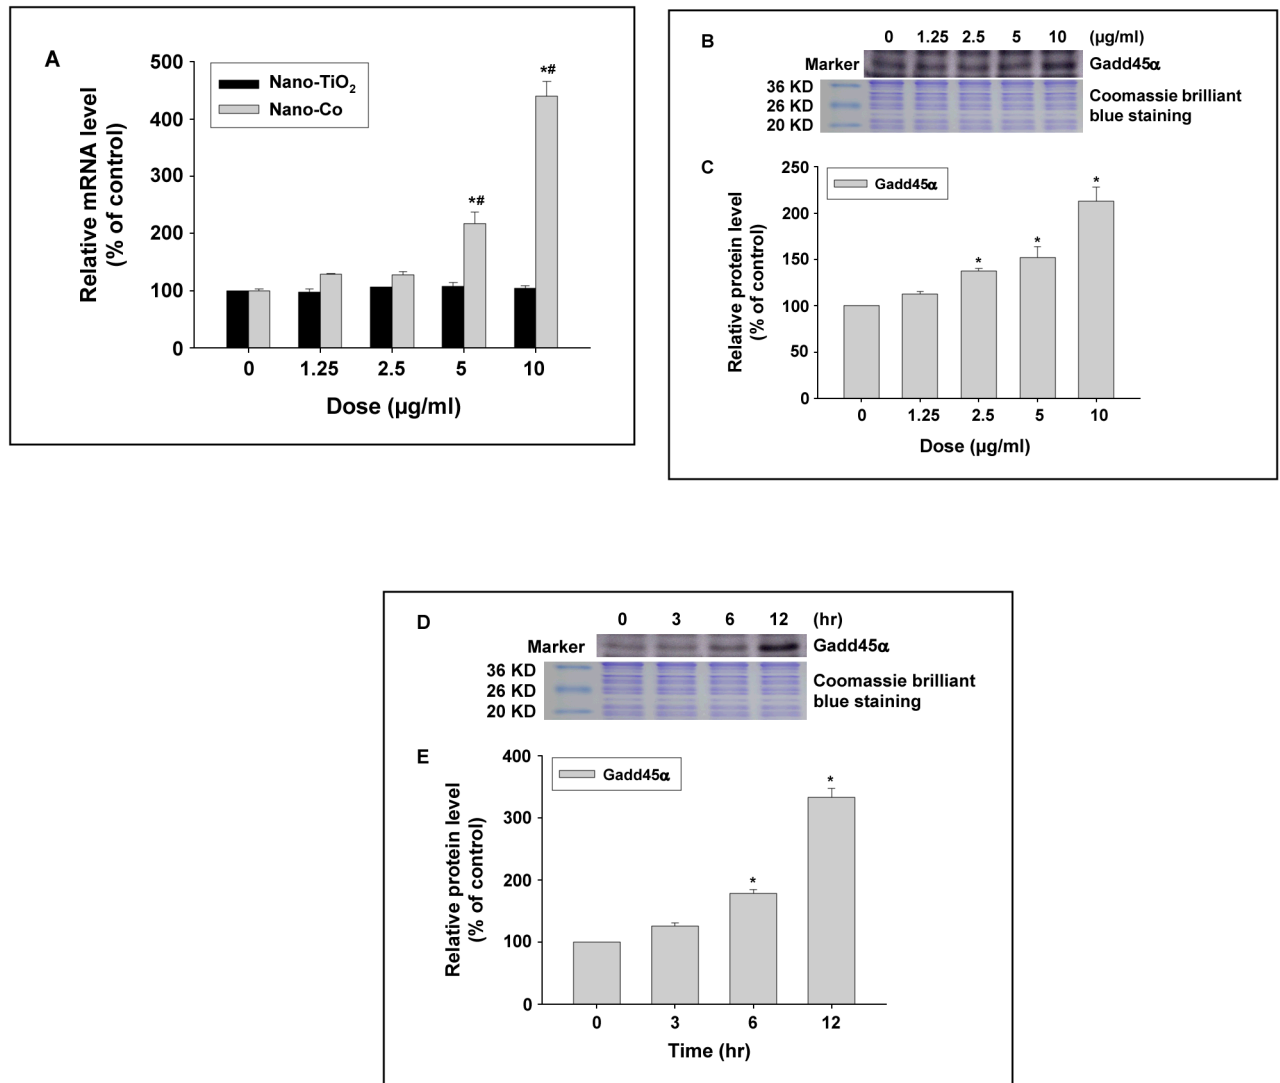 A
500
400
300
200
100
0
Relative mRNA level
(% of control)
Nano-TiO₂
Nano-Co
*#
*#
0 1.25 2.5 5 10
Dose (µg/ml)
B
0 1.25 2.5 5 10 (µg/ml)
Marker Gadd45α
36 KD
26 KD
20 KD
Coomassie brilliant
blue staining
C
250
200
150
100
50
0
Relative protein level
(% of control)
Gadd45α
*
*
*
0 1.25 2.5 5 10
Dose (µg/ml)
D
0 3 6 12 (hr)
Marker Gadd45α
36 KD
26 KD
20 KD
Coomassie brilliant
blue staining
E
400
300
200
100
0
Relative protein level
(% of control)
Gadd45α
*
*
0 3 6 12
Time (hr)